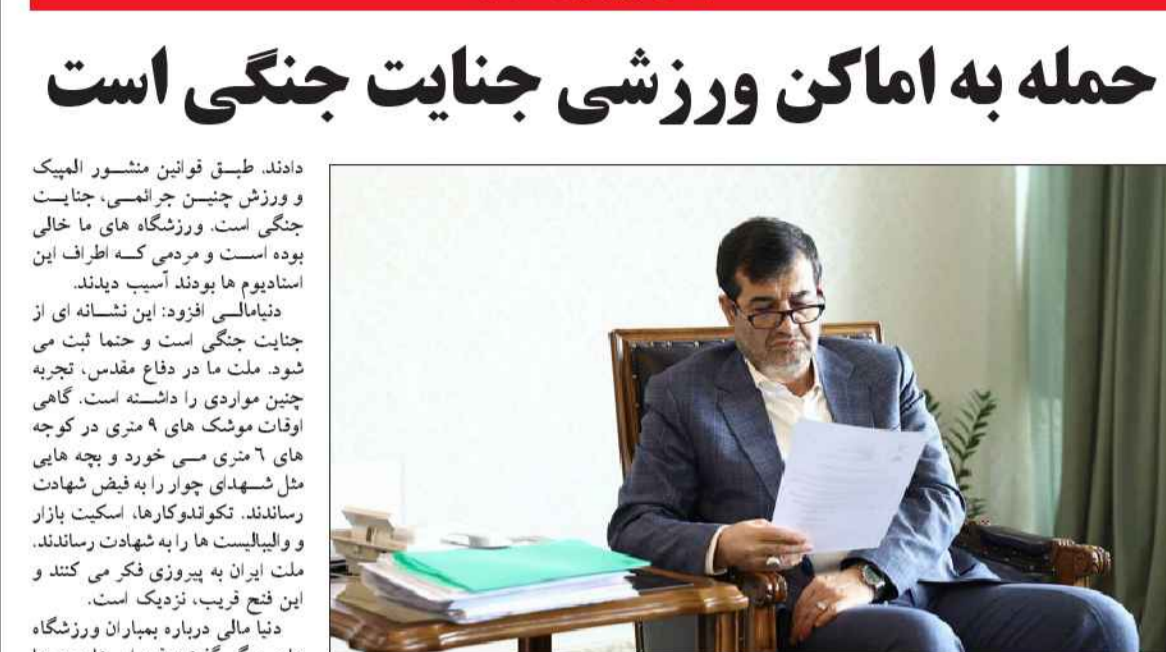 حمله به اماکن ورزشی جنایت جنگی است
دادند. طبق قوانین منشور المپیک
و ورزش چنین جرائمی، جنایت
جنگی است. ورزشگاه های ما خالی
بوده است و مردمی که اطراف این
استادیوم ها بودند آسیب دیدند.
دنیامالی افزود: این نشانه ای از
جنایت جنگی است و حتما ثبت می
شود. ملت ما در دفاع مقدس، تجربه
چنین مواردی را داشته است. گاهی
اوقات موشک های ۹ متری در کوچه
های ٦ متری می خورد و بچه هایی
مثل شهدای چوار را به فیض شهادت
رساندند. تکواندوکارها، اسکیت بازار
و والیبالیست ها را به شهادت رساندند.
ملت ایران به پیروزی فکر می کنند و
این فتح قریب، نزدیک است.
دنیا مالی درباره بمباران ورزشگاه